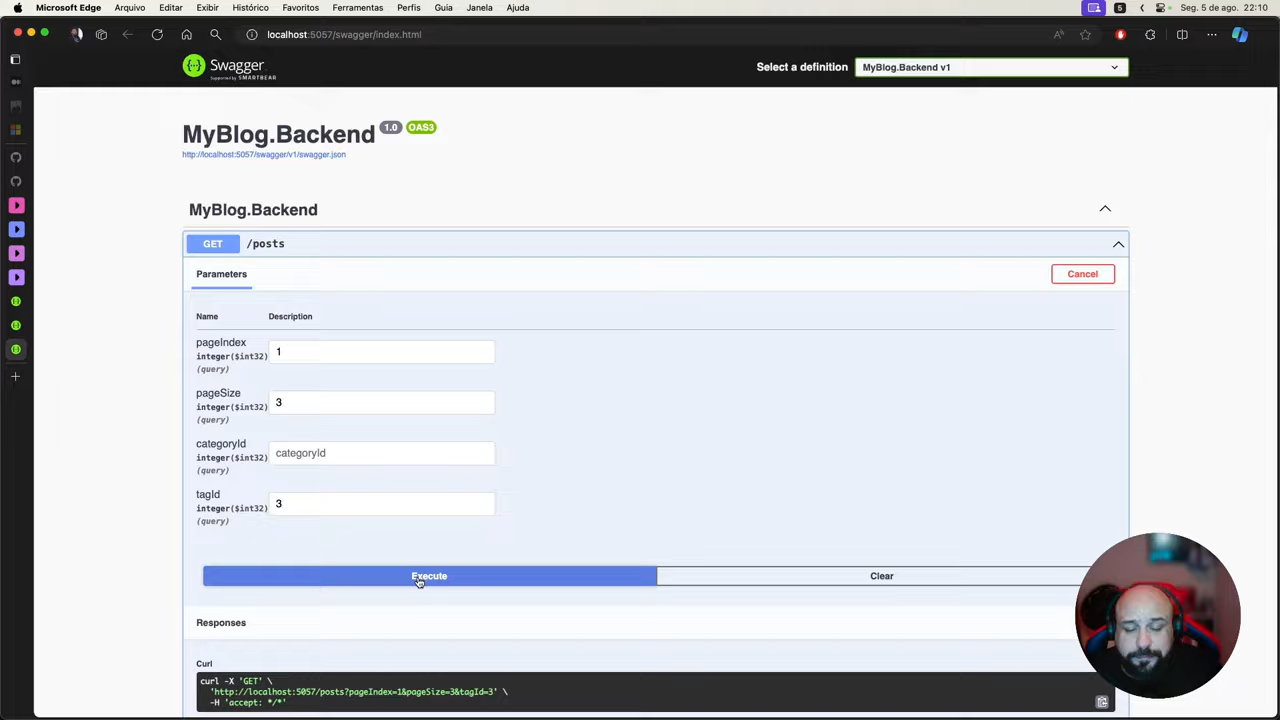 Microsoft Edge Arquivo Editar Exibir Histórico Favoritos Ferramentas Perfis Guia Janela Ajuda 5 Seg. 5 de ago. 22:10
localhost:5057/swagger/index.html
Swagger
Supported by SMARTBEAR
Select a definition
MyBlog.Backend v1
MyBlog.Backend 1.0 OAS3
http://localhost:5057/swagger/v1/swagger.json
MyBlog.Backend
GET /posts
Parameters
Cancel
Name Description
pageIndex
integer($int32)
(query)
1
pageSize
integer($int32)
(query)
3
categoryId
integer($int32)
(query)
categoryId
tagId
integer($int32)
(query)
3
Execute
Clear
Responses
Curl
curl -X 'GET' \
'http://localhost:5057/posts?pageIndex=1&pageSize=3&tagId=3' \
-H 'accept: */*'